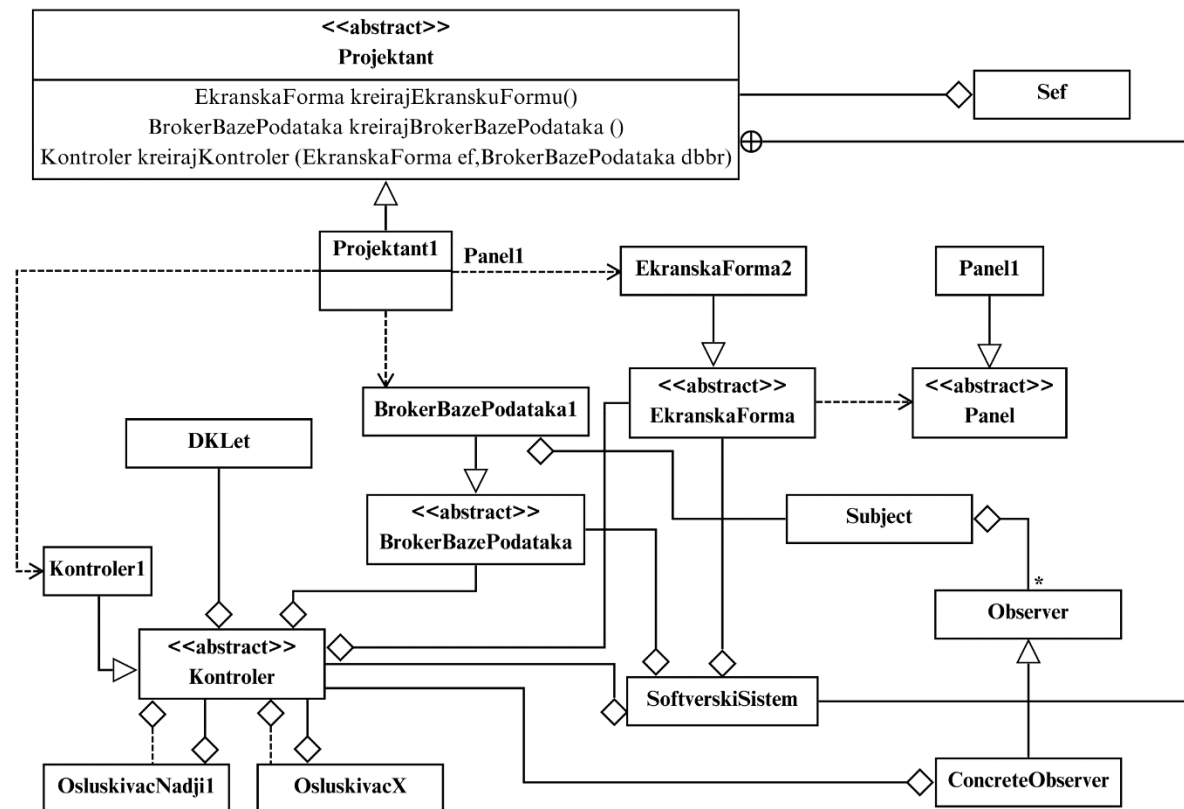 <<abstract>>
Projektant
EkranskaForma kreirajEkranskuFormu()
BrokerBazePodataka kreirajBrokerBazePodataka ()
Kontroler kreirajKontroler (EkranskaForma ef,BrokerBazePodataka dbbr)
Sef
Projektant1
Panel1
EkranskaForma2
Panel1
<<abstract>>
EkranskaForma
<<abstract>>
Panel
BrokerBazePodataka1
DKLet
<<abstract>>
BrokerBazePodataka
Subject
Kontroler1
*
Observer
<<abstract>>
Kontroler
SoftverskiSistem
OsluskivacNadji1
OsluskivacX
ConcreteObserver